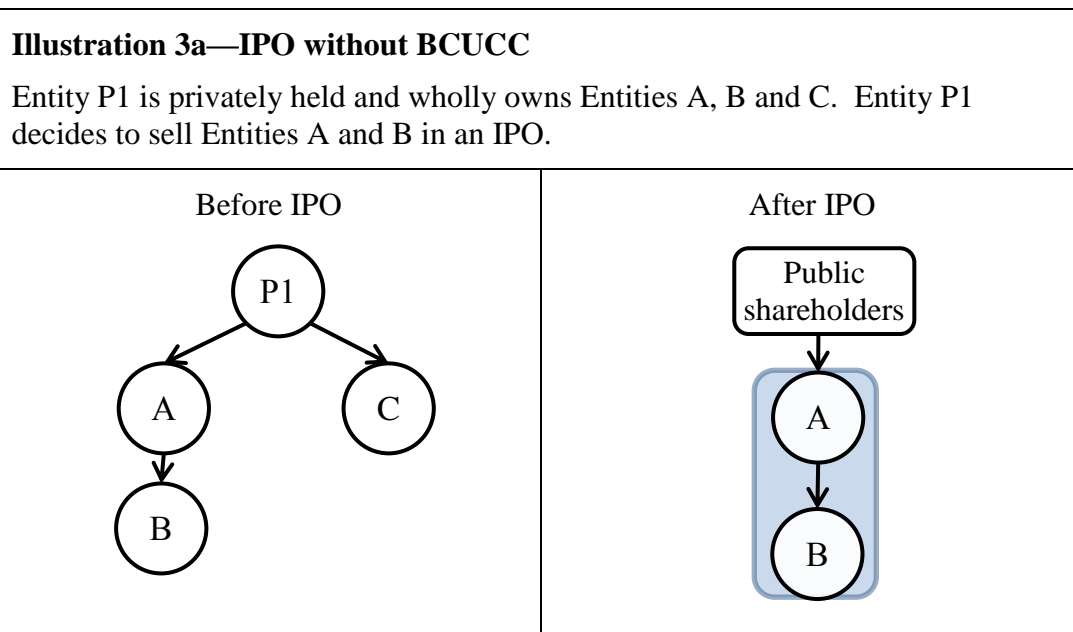 Illustration 3a—IPO without BCUCC
Entity P1 is privately held and wholly owns Entities A, B and C.  Entity P1
decides to sell Entities A and B in an IPO.
Before IPO
P1
A
C
B
After IPO
Public
shareholders
A
B